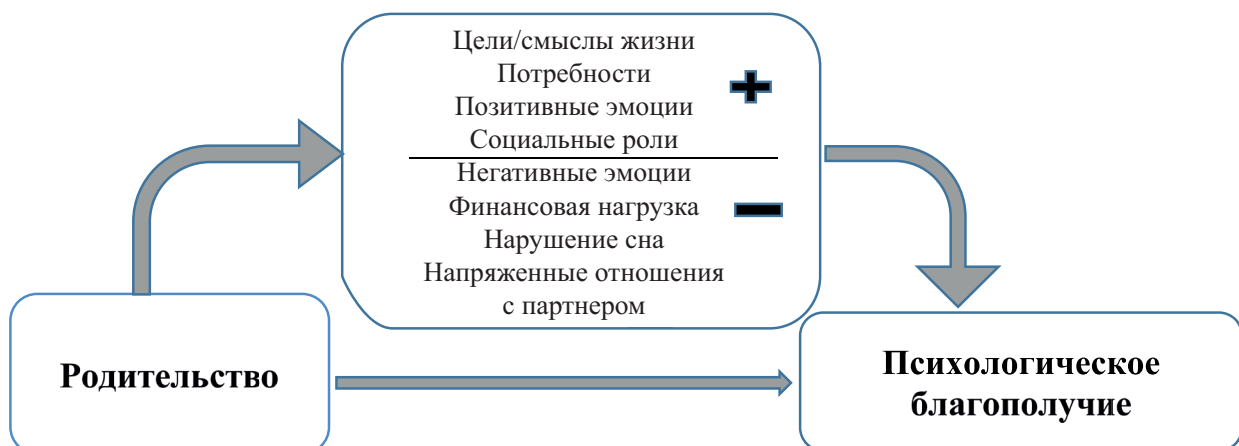 Цели/смыслы жизни
Потребности
Позитивные эмоции
Социальные роли
Негативные эмоции
Финансовая нагрузка
Нарушение сна
Напряженные отношения
с партнером
Родительство
Психологическое
благополучие